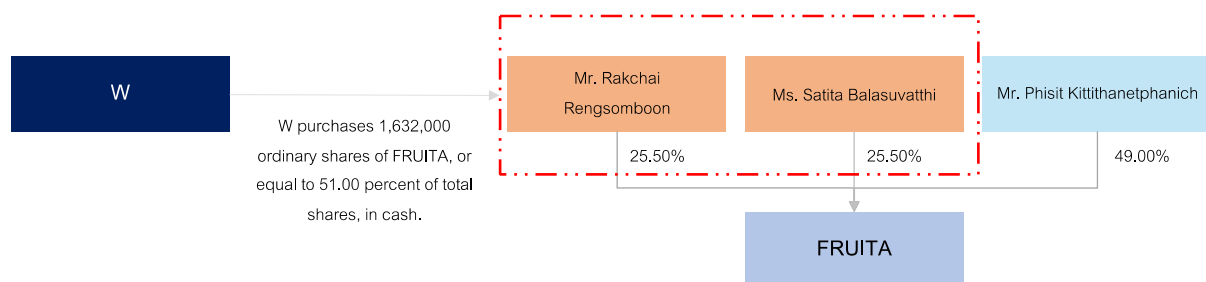 W
W purchases 1,632,000
ordinary shares of FRUITA, or
equal to 51.00 percent of total
shares, in cash.
Mr. Rakchai
Rengsomboon
Ms. Satita Balasuvatthi
Mr. Phisit Kittithanetphanich
25.50%
25.50%
49.00%
FRUITA